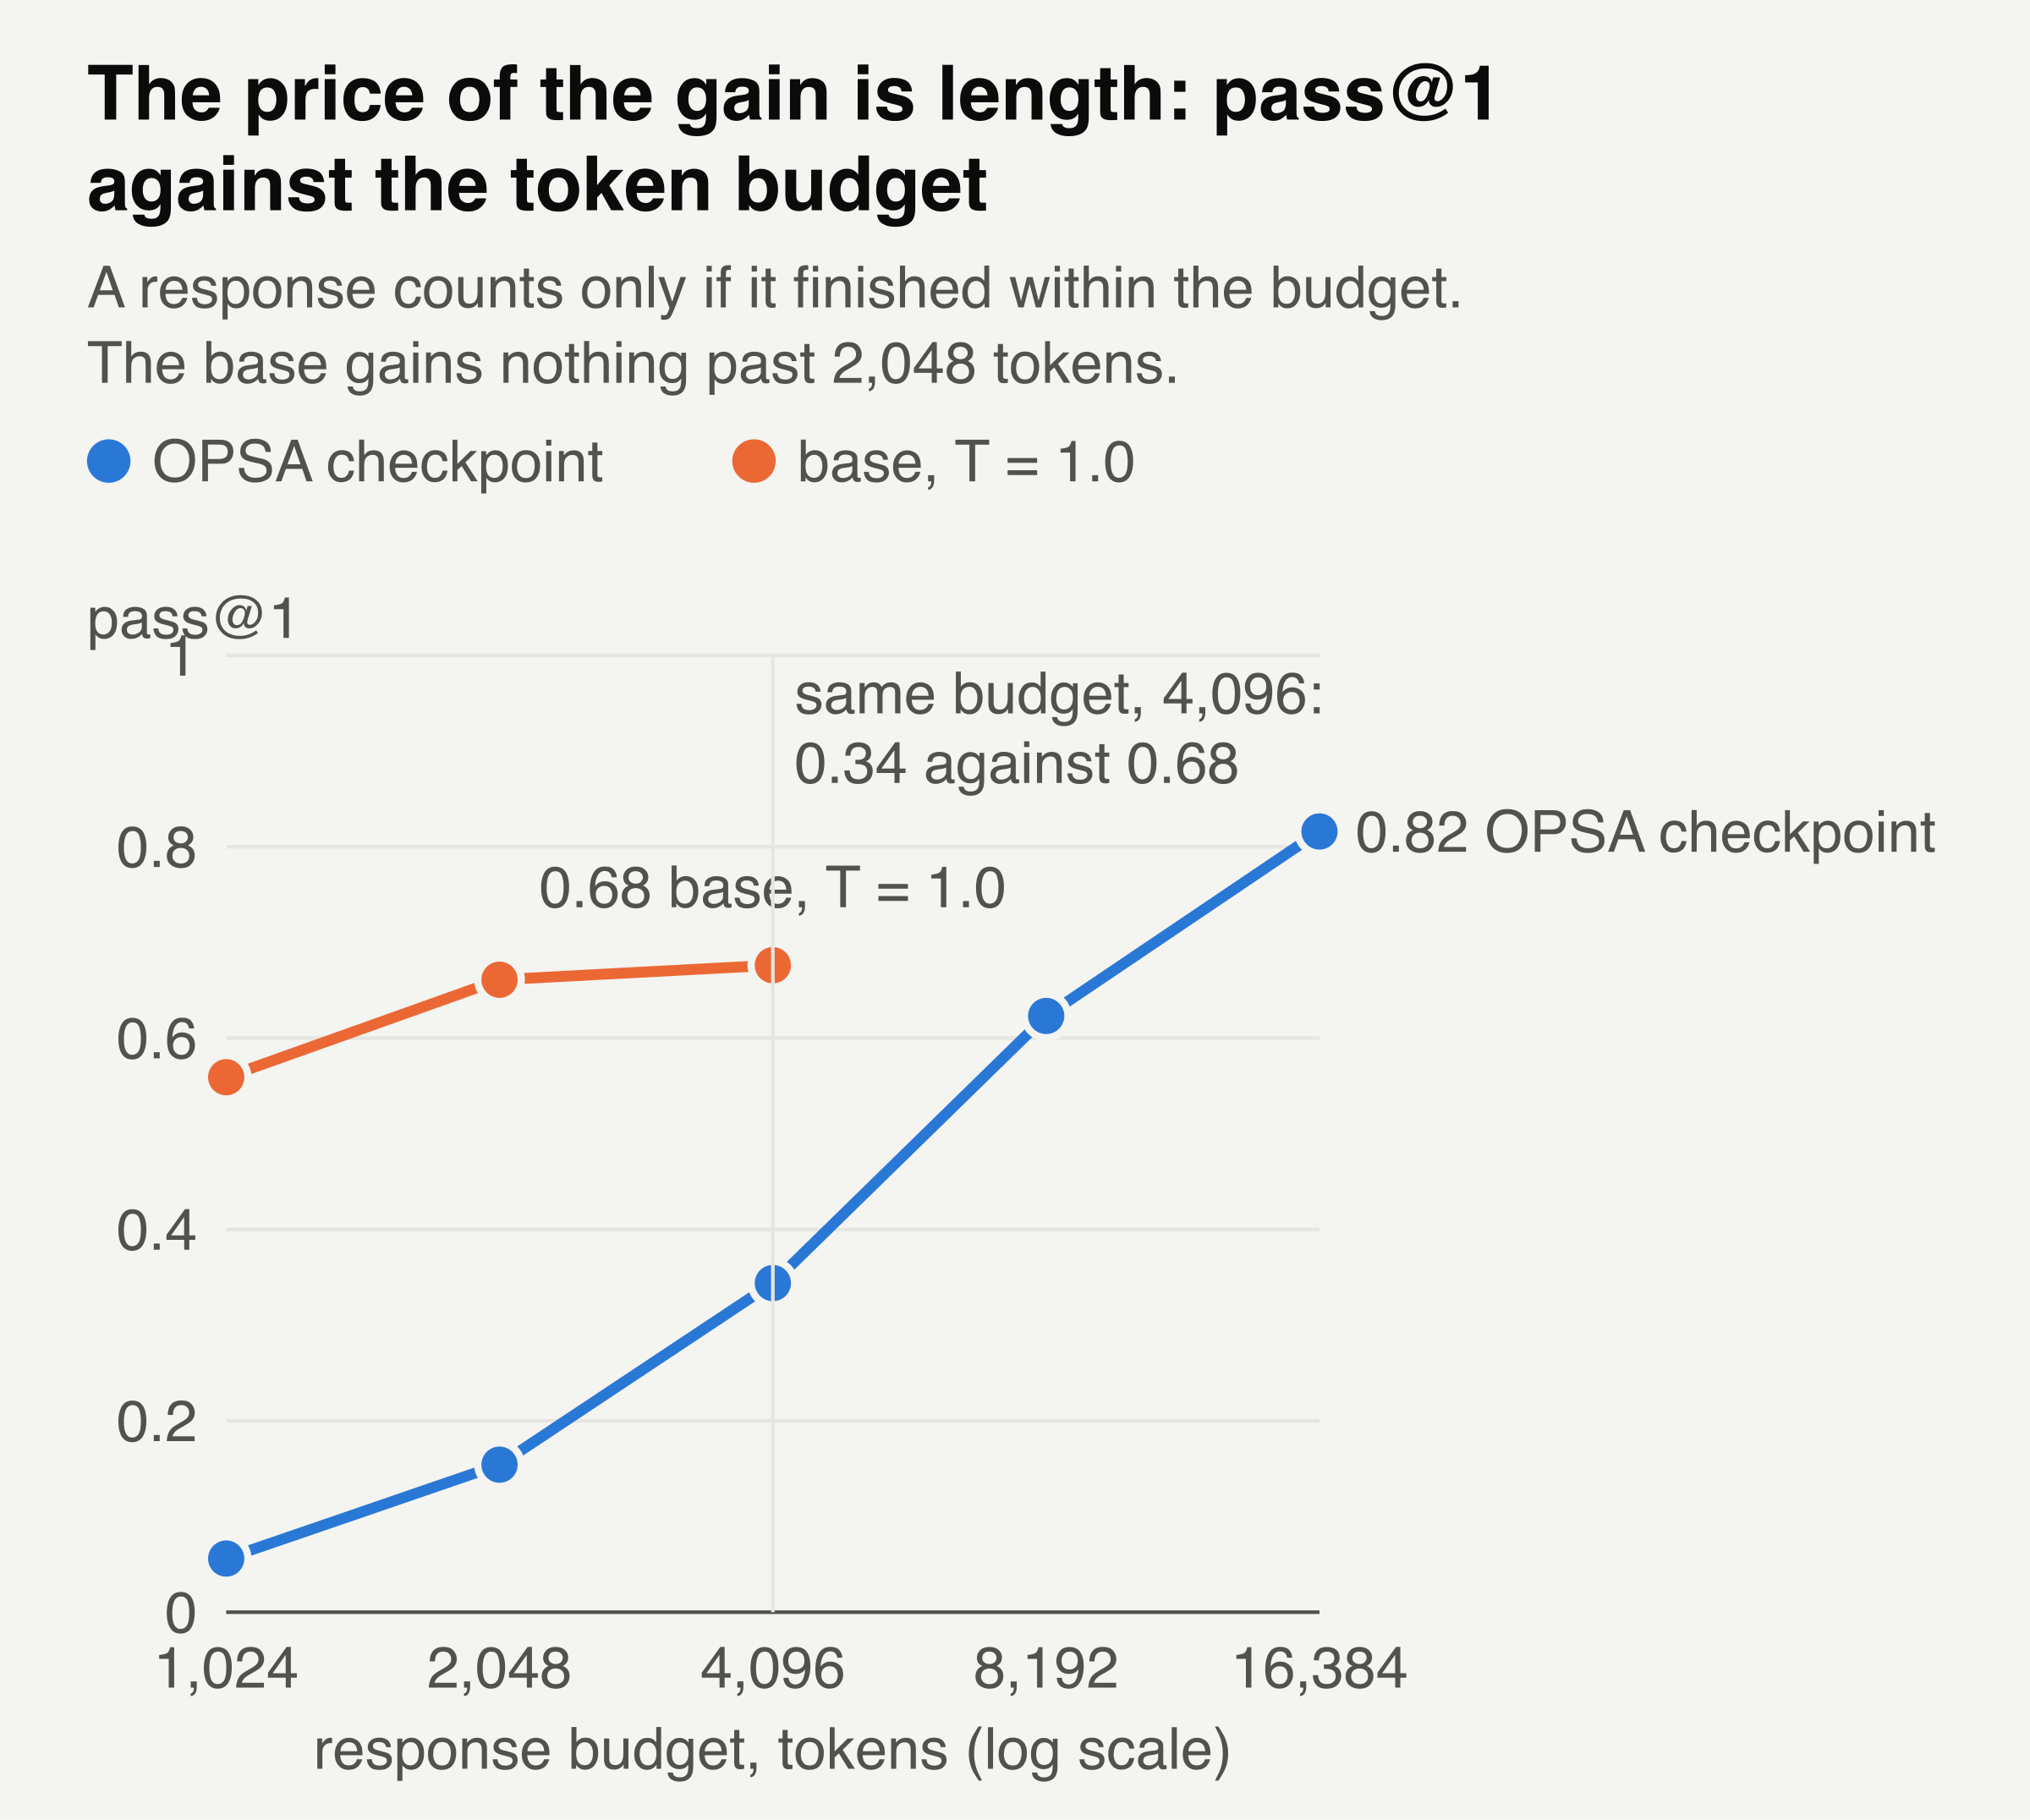 The price of the gain is length: pass@1
against the token budget
A response counts only if it finished within the budget.
The base gains nothing past 2,048 tokens.
OPSA checkpoint
base, T = 1.0
pass@1
1
same budget, 4,096:
0.34 against 0.68
0.82 OPSA checkpoint
0.8
0.68 base, T = 1.0
0.6
0.4
0.2
0
1,024 2,048 4,096 8,192 16,384
response budget, tokens (log scale)